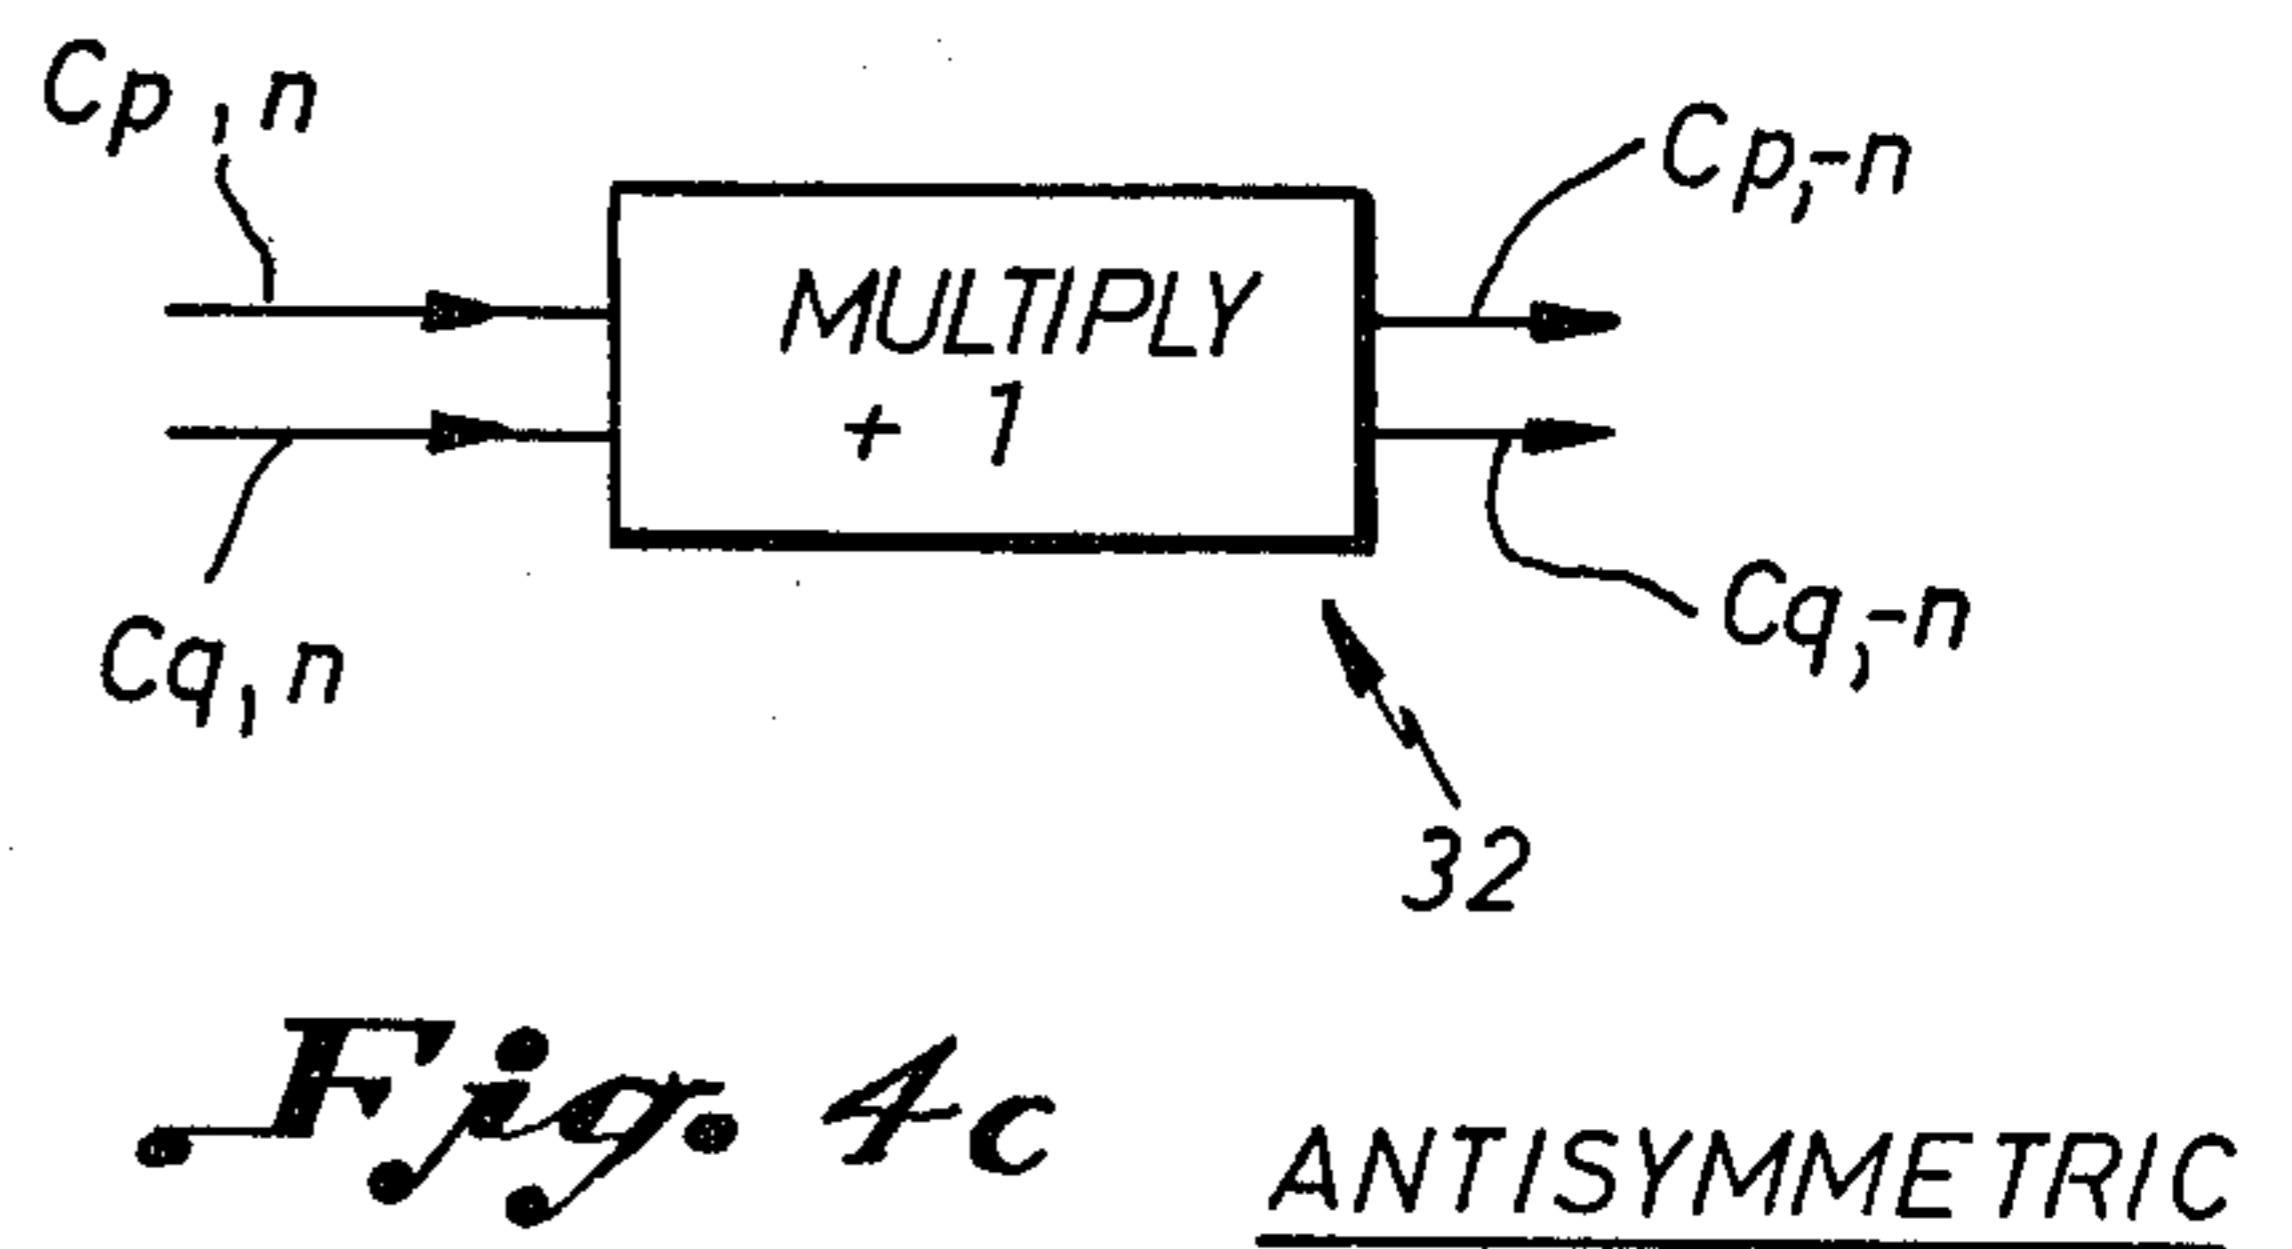 Cp, n
Cp,-n
MULTIPLY
+ 1
Cq, n
Cq,-n
32
Fig. 4c
ANTISYMMETRIC